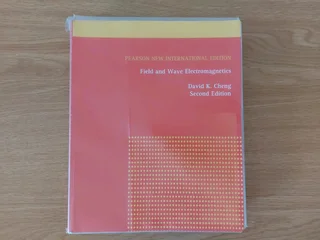 PEARSON NEW INTERNATIONAL EDITION
Field and Wave Electromagnetics
David K. Cheng
Second Edition